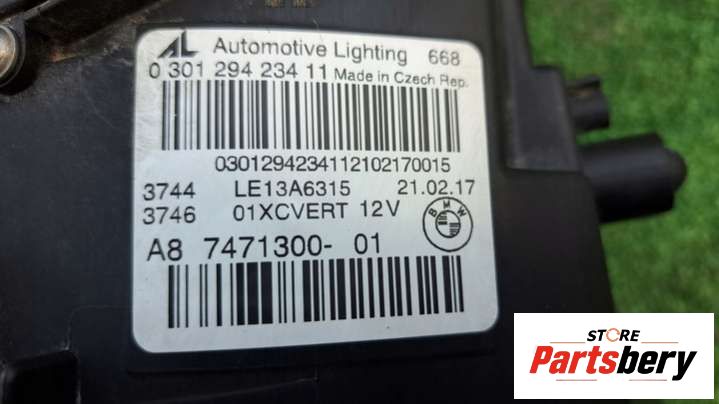 AL Automotive Lighting 668
0 301 294 234 11 Made in Czech Rep.
0301294234112102170015
3744 LE13A6315 21.02.17
3746 01XCVERT 12V BMW
A8 7471300- 01
STORE
Partsbery